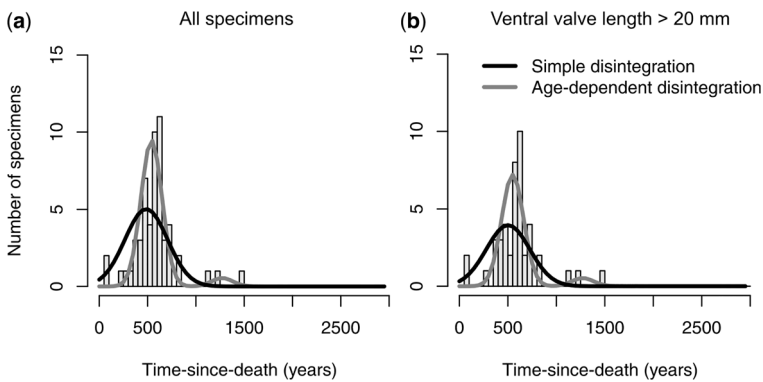 (a) All specimens
Number of specimens
15
10
5
0
0 500 1500 2500
Time-since-death (years)
(b) Ventral valve length > 20 mm
Simple disintegration
Age-dependent disintegration
15
10
5
0
0 500 1500 2500
Time-since-death (years)